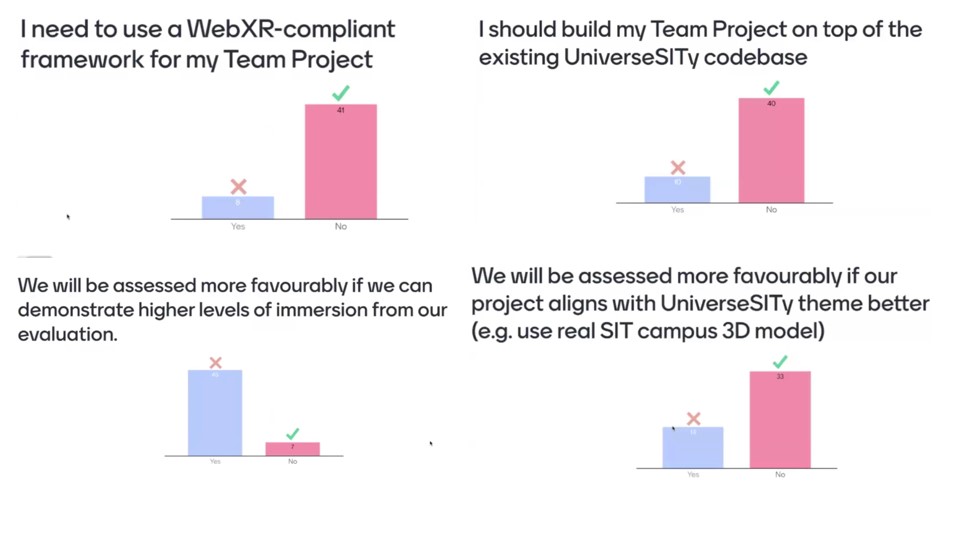 I need to use a WebXR-compliant
framework for my Team Project
41
8
Yes
No
I should build my Team Project on top of the
existing UniverseSITy codebase
40
10
Yes
No
We will be assessed more favourably if we can
demonstrate higher levels of immersion from our
evaluation.
7
Yes
No
We will be assessed more favourably if our
project aligns with UniverseSITy theme better
(e.g. use real SIT campus 3D model)
33
Yes
No